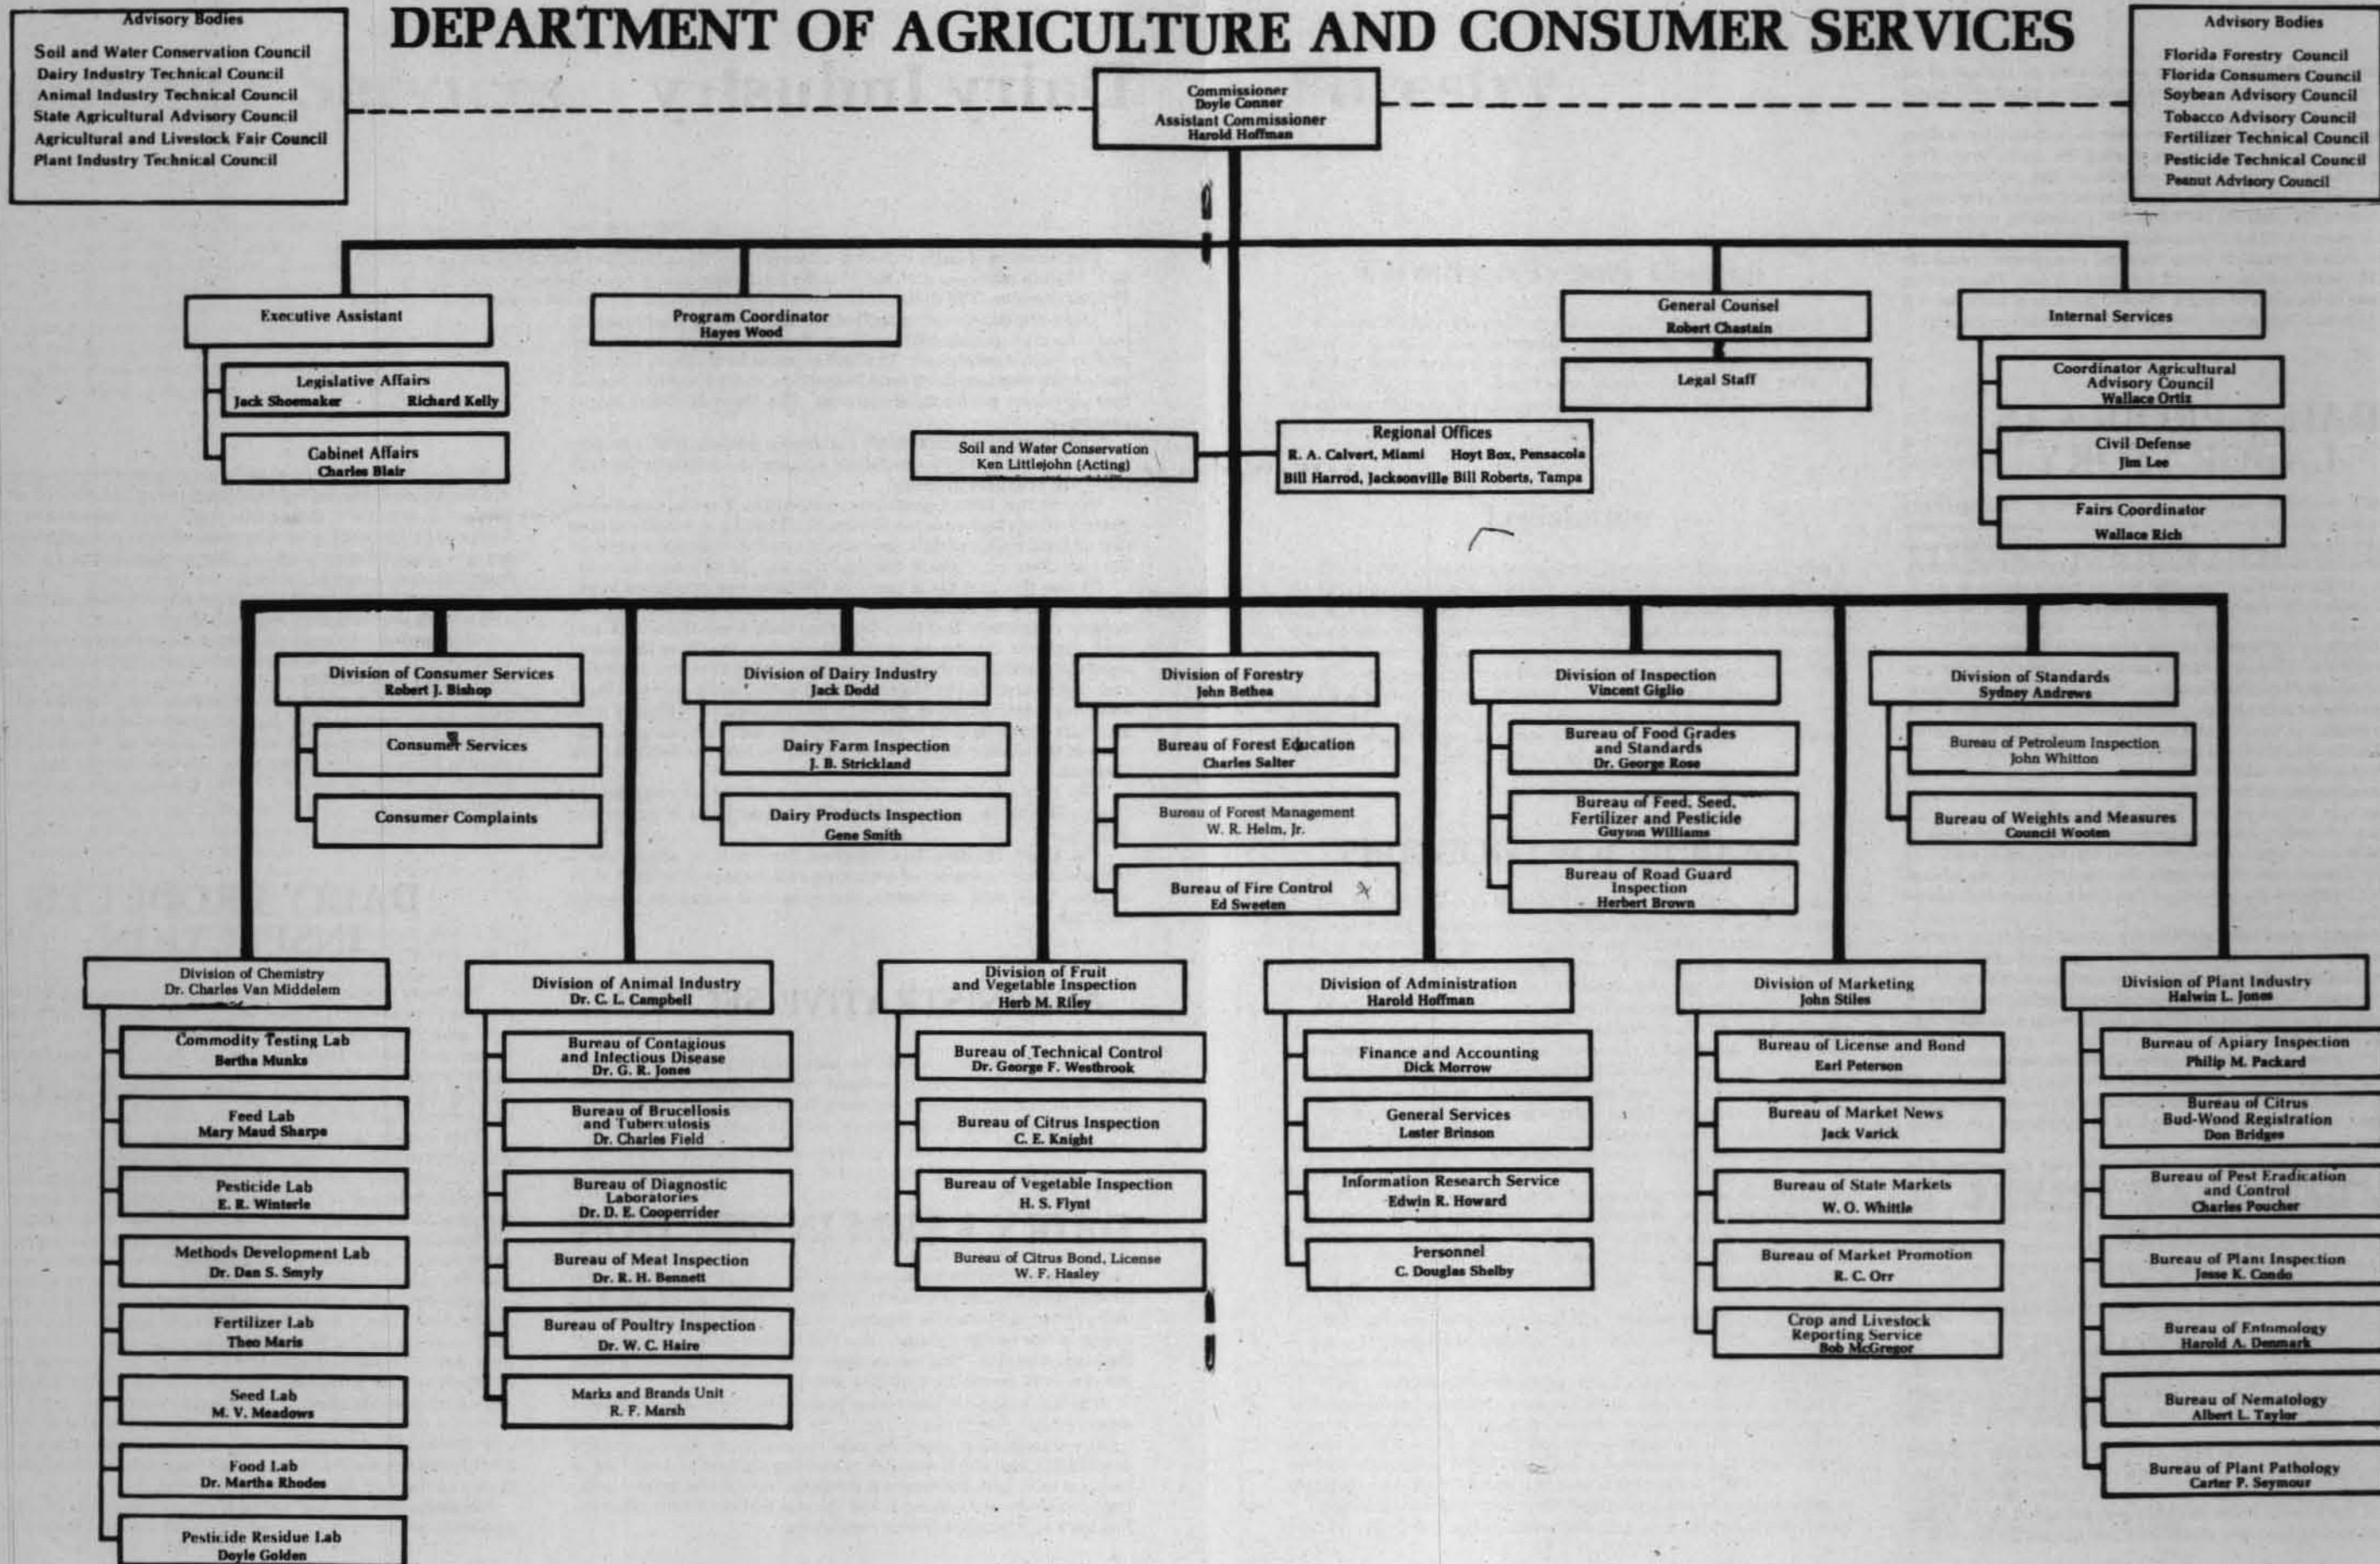 DEPARTMENT OF AGRICULTURE AND CONSUMER SERVICES
Advisory Bodies
Soil and Water Conservation Council
Dairy Industry Technical Council
Animal Industry Technical Council
State Agricultural Advisory Council
Agricultural and Livestock Fair Council
Plant Industry Technical Council
Commissioner
Doyle Conner
Assistant Commissioner
Harold Hoffman
Advisory Bodies
Florida Forestry Council
Florida Consumers Council
Soybean Advisory Council
Tobacco Advisory Council
Fertilizer Technical Council
Pesticide Technical Council
Peanut Advisory Council
Executive Assistant
Legislative Affairs
Jack Shoemaker Richard Kelly
Cabinet Affairs
Charles Blair
Program Coordinator
Hayes Wood
General Counsel
Robert Chastain
Legal Staff
Internal Services
Coordinator Agricultural
Advisory Council
Wallace Ortiz
Civil Defense
Jim Lee
Fairs Coordinator
Wallace Rich
Soil and Water Conservation
Ken Littlejohn (Acting)
Regional Offices
R. A. Calvert, Miami Hoyt Box, Pensacola
Bill Harrod, Jacksonville Bill Roberts, Tampa
Division of Consumer Services
Robert J. Bishop
Consumer Services
Consumer Complaints
Division of Dairy Industry
Jack Dodd
Dairy Farm Inspection
J. B. Strickland
Dairy Products Inspection
Gene Smith
Division of Forestry
John Bethea
Bureau of Forest Education
Charles Salter
Bureau of Forest Management
W. R. Helm, Jr.
Bureau of Fire Control
Ed Sweeten
Division of Inspection
Vincent Giglio
Bureau of Food Grades
and Standards
Dr. George Rose
Bureau of Feed, Seed,
Fertilizer and Pesticide
Guyton Williams
Bureau of Road Guard
Inspection
Herbert Brown
Division of Standards
Sydney Andrews
Bureau of Petroleum Inspection
John Whitton
Bureau of Weights and Measures
Council Wooten
Division of Chemistry
Dr. Charles Van Middelem
Commodity Testing Lab
Bertha Munks
Feed Lab
Mary Maud Sharpe
Pesticide Lab
E. R. Winterle
Methods Development Lab
Dr. Dan S. Smyly
Fertilizer Lab
Theo Maris
Seed Lab
M. V. Meadows
Food Lab
Dr. Martha Rhodes
Pesticide Residue Lab
Doyle Golden
Division of Animal Industry
Dr. C. L. Campbell
Bureau of Contagious
and Infectious Disease
Dr. G. R. Jones
Bureau of Brucellosis
and Tuberculosis
Dr. Charles Field
Bureau of Diagnostic
Laboratories
Dr. D. E. Cooperrider
Bureau of Meat Inspection
Dr. R. H. Bennett
Bureau of Poultry Inspection
Dr. W. C. Haire
Marks and Brands Unit
R. F. Marsh
Division of Fruit
and Vegetable Inspection
Herb M. Riley
Bureau of Technical Control
Dr. George F. Westbrook
Bureau of Citrus Inspection
C. E. Knight
Bureau of Vegetable Inspection
H. S. Flynt
Bureau of Citrus Bond, License
W. F. Hasley
Division of Administration
Harold Hoffman
Finance and Accounting
Dick Morrow
General Services
Lester Brinson
Information Research Service
Edwin R. Howard
Personnel
C. Douglas Shelby
Division of Marketing
John Stiles
Bureau of License and Bond
Earl Peterson
Bureau of Market News
Jack Varick
Bureau of State Markets
W. O. Whittle
Bureau of Market Promotion
R. C. Orr
Crop and Livestock
Reporting Service
Bob McGregor
Division of Plant Industry
Halwin L. Jones
Bureau of Apiary Inspection
Philip M. Packard
Bureau of Citrus
Bud-Wood Registration
Don Bridges
Bureau of Pest Eradication
and Control
Charles Poucher
Bureau of Plant Inspection
Jesse K. Condo
Bureau of Entomology
Harold A. Denmark
Bureau of Nematology
Albert L. Taylor
Bureau of Plant Pathology
Carter P. Seymour